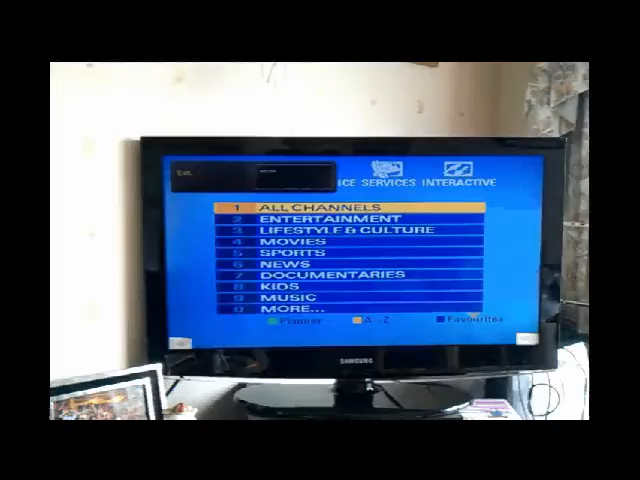 Ext.
ICE SERVICES INTERACTIVE
1 ALL CHANNELS
2 ENTERTAINMENT
3 LIFESTYLE & CULTURE
4 MOVIES
5 SPORTS
6 NEWS
7 DOCUMENTARIES
8 KIDS
9 MUSIC
0 MORE...
Planner A - Z Favourites
SAMSUNG